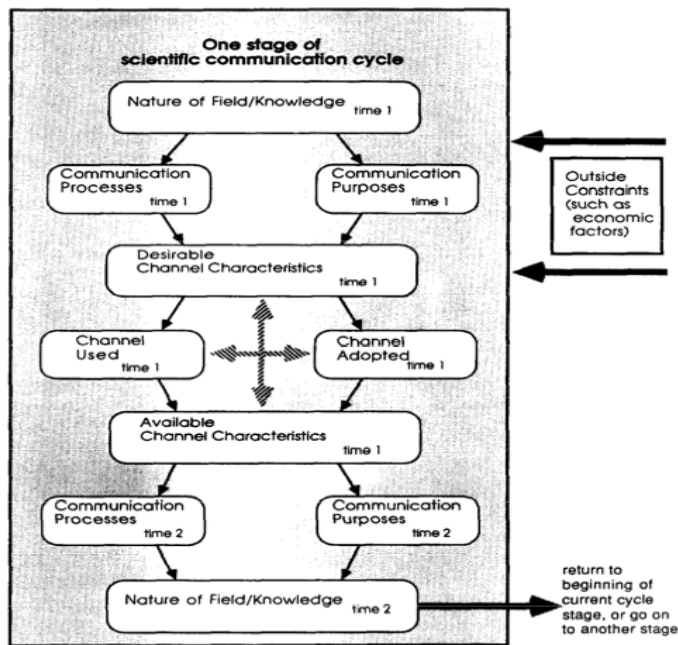 One stage of
scientific communication cycle
Nature of Field/Knowledge
time 1
Communication
Processes
time 1
Communication
Purposes
time 1
Outside
Constraints
(such as
economic
factors)
Desirable
Channel Characteristics
time 1
Channel
Used
time 1
Channel
Adopted
time 1
Available
Channel Characteristics
time 1
Communication
Processes
time 2
Communication
Purposes
time 2
Nature of Field/Knowledge
time 2
return to
beginning of
current cycle
stage, or go on
to another stage